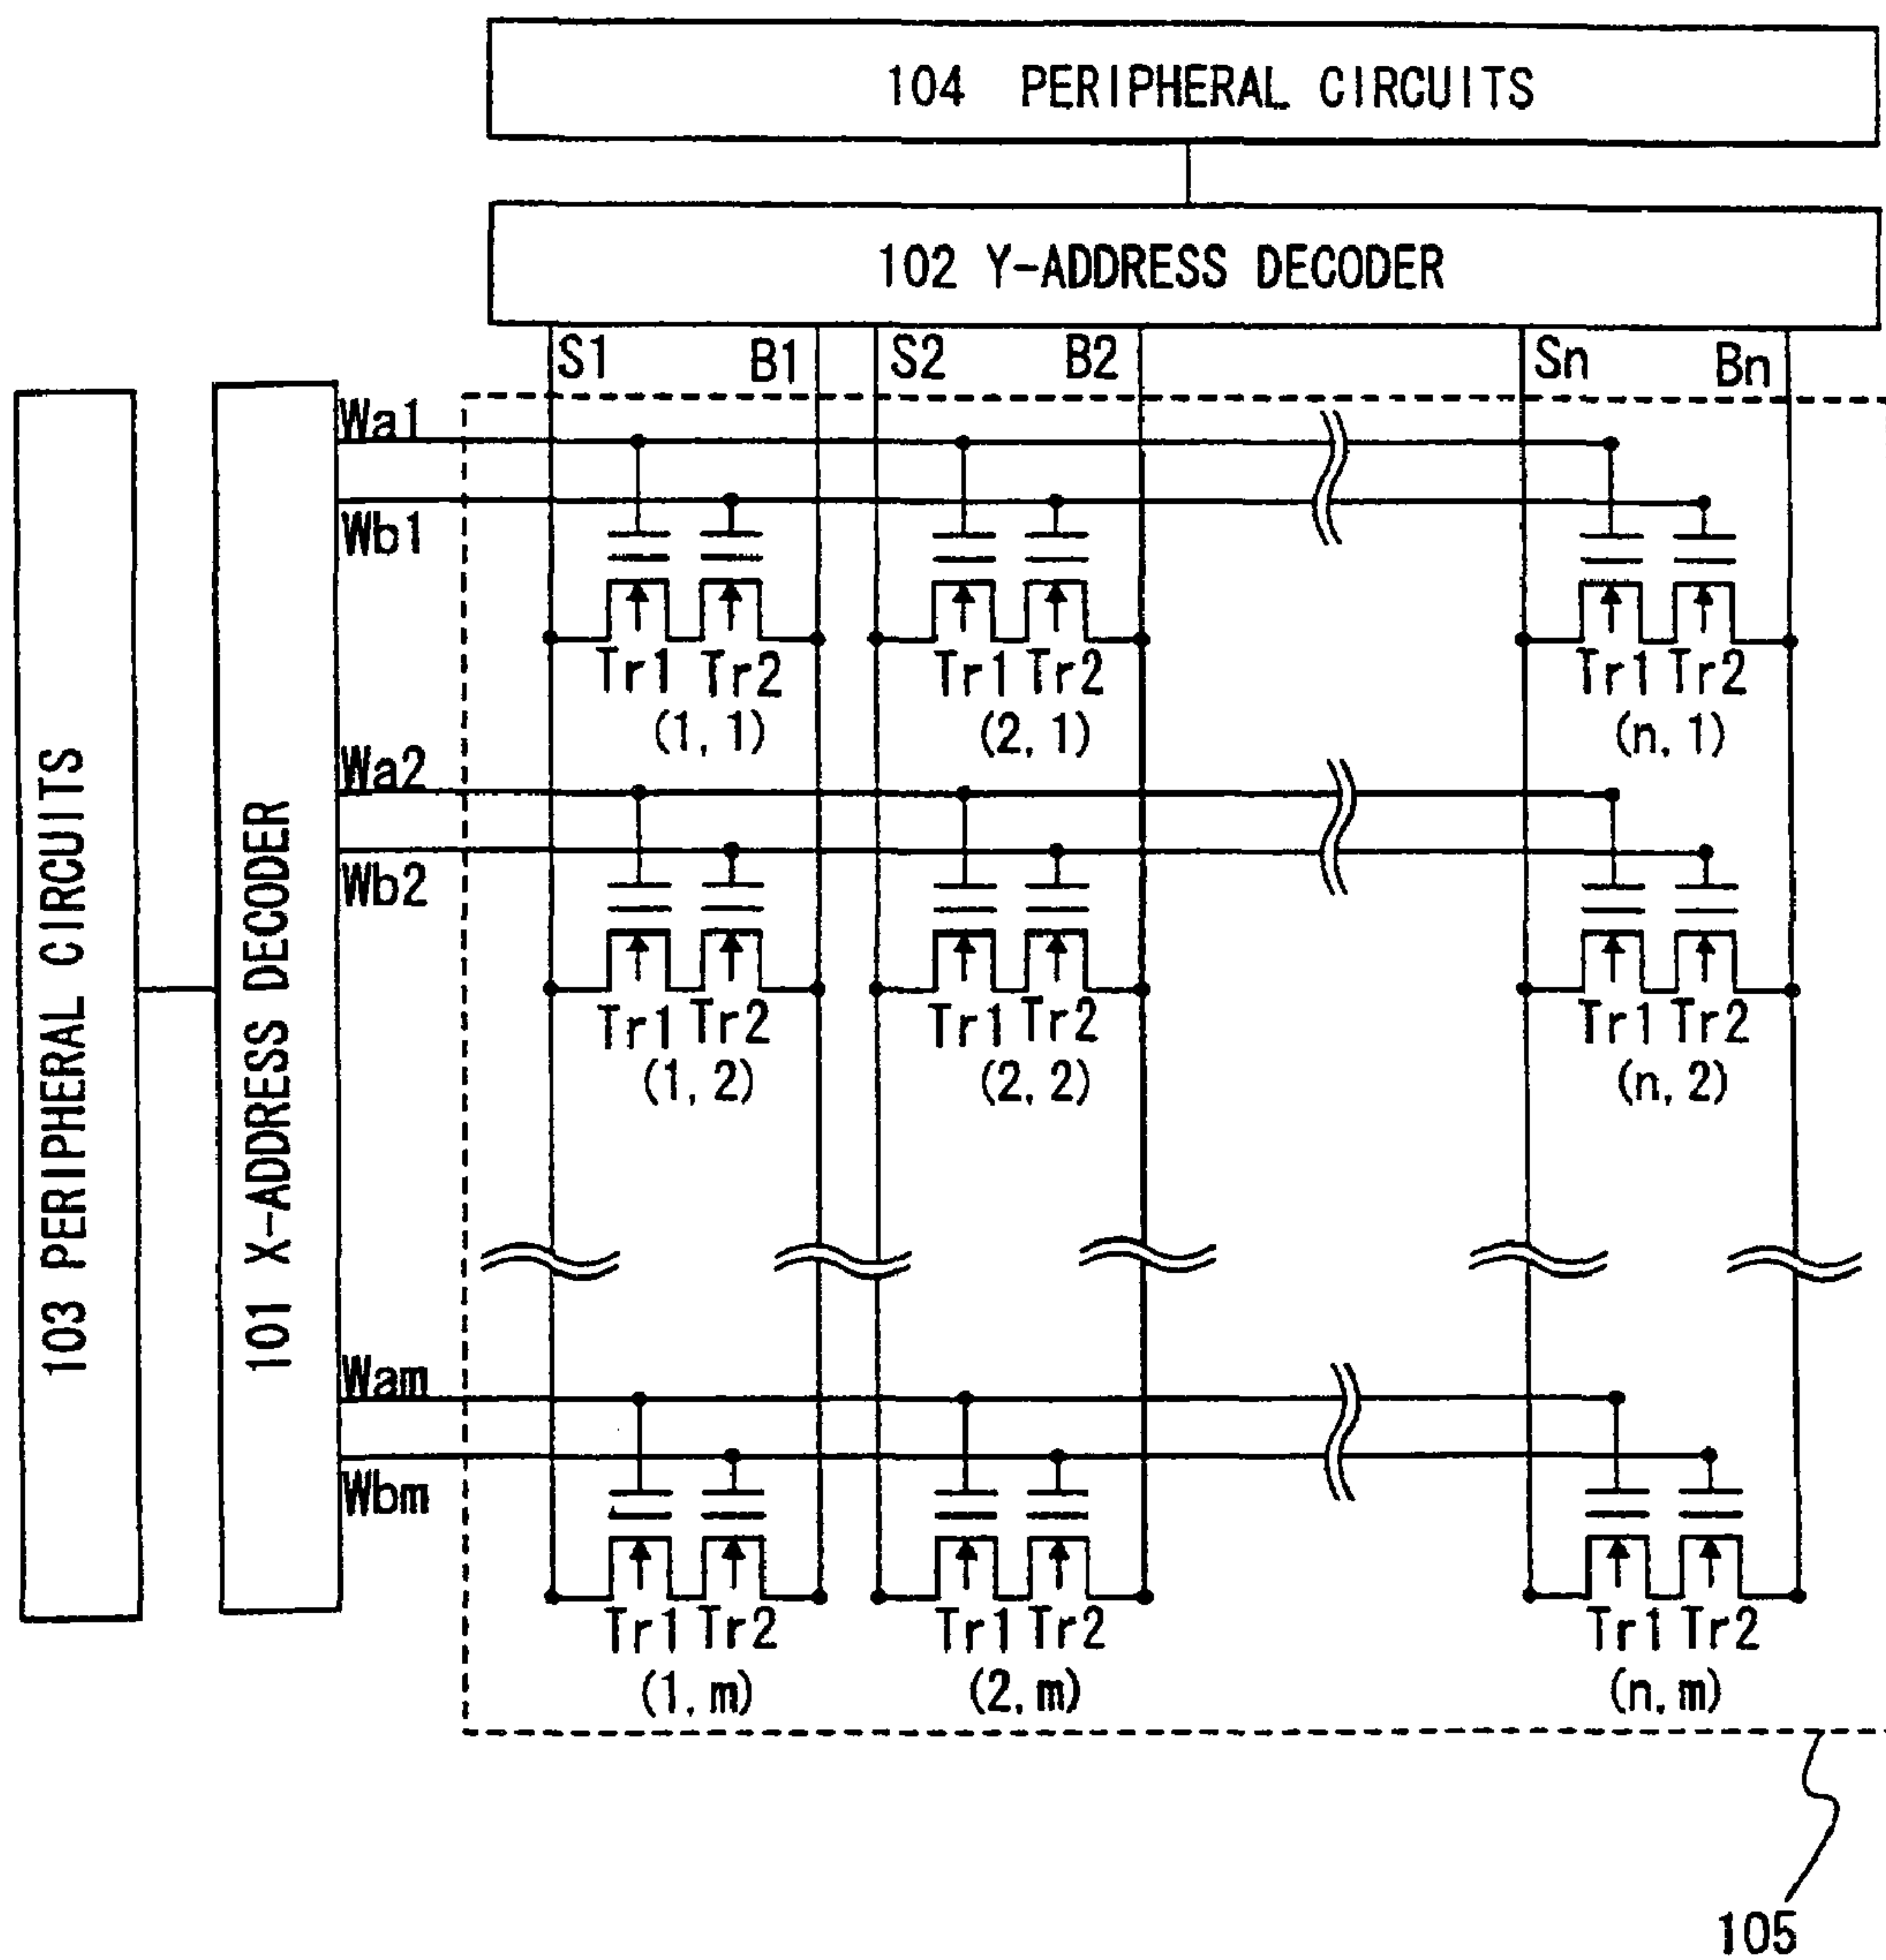 104 PERIPHERAL CIRCUITS
102 Y-ADDRESS DECODER
S1 B1 S2 B2 Sn Bn
103 PERIPHERAL CIRCUITS
101 X-ADDRESS DECODER
Wa1
Wb1
Tr1 Tr2 Tr1 Tr2 Tr1 Tr2
(1, 1) (2, 1) (n, 1)
Wa2
Wb2
Tr1 Tr2 Tr1 Tr2 Tr1 Tr2
(1, 2) (2, 2) (n, 2)
Wam
Wbm
Tr1 Tr2 Tr1 Tr2 Tr1 Tr2
(1, m) (2, m) (n, m)
105